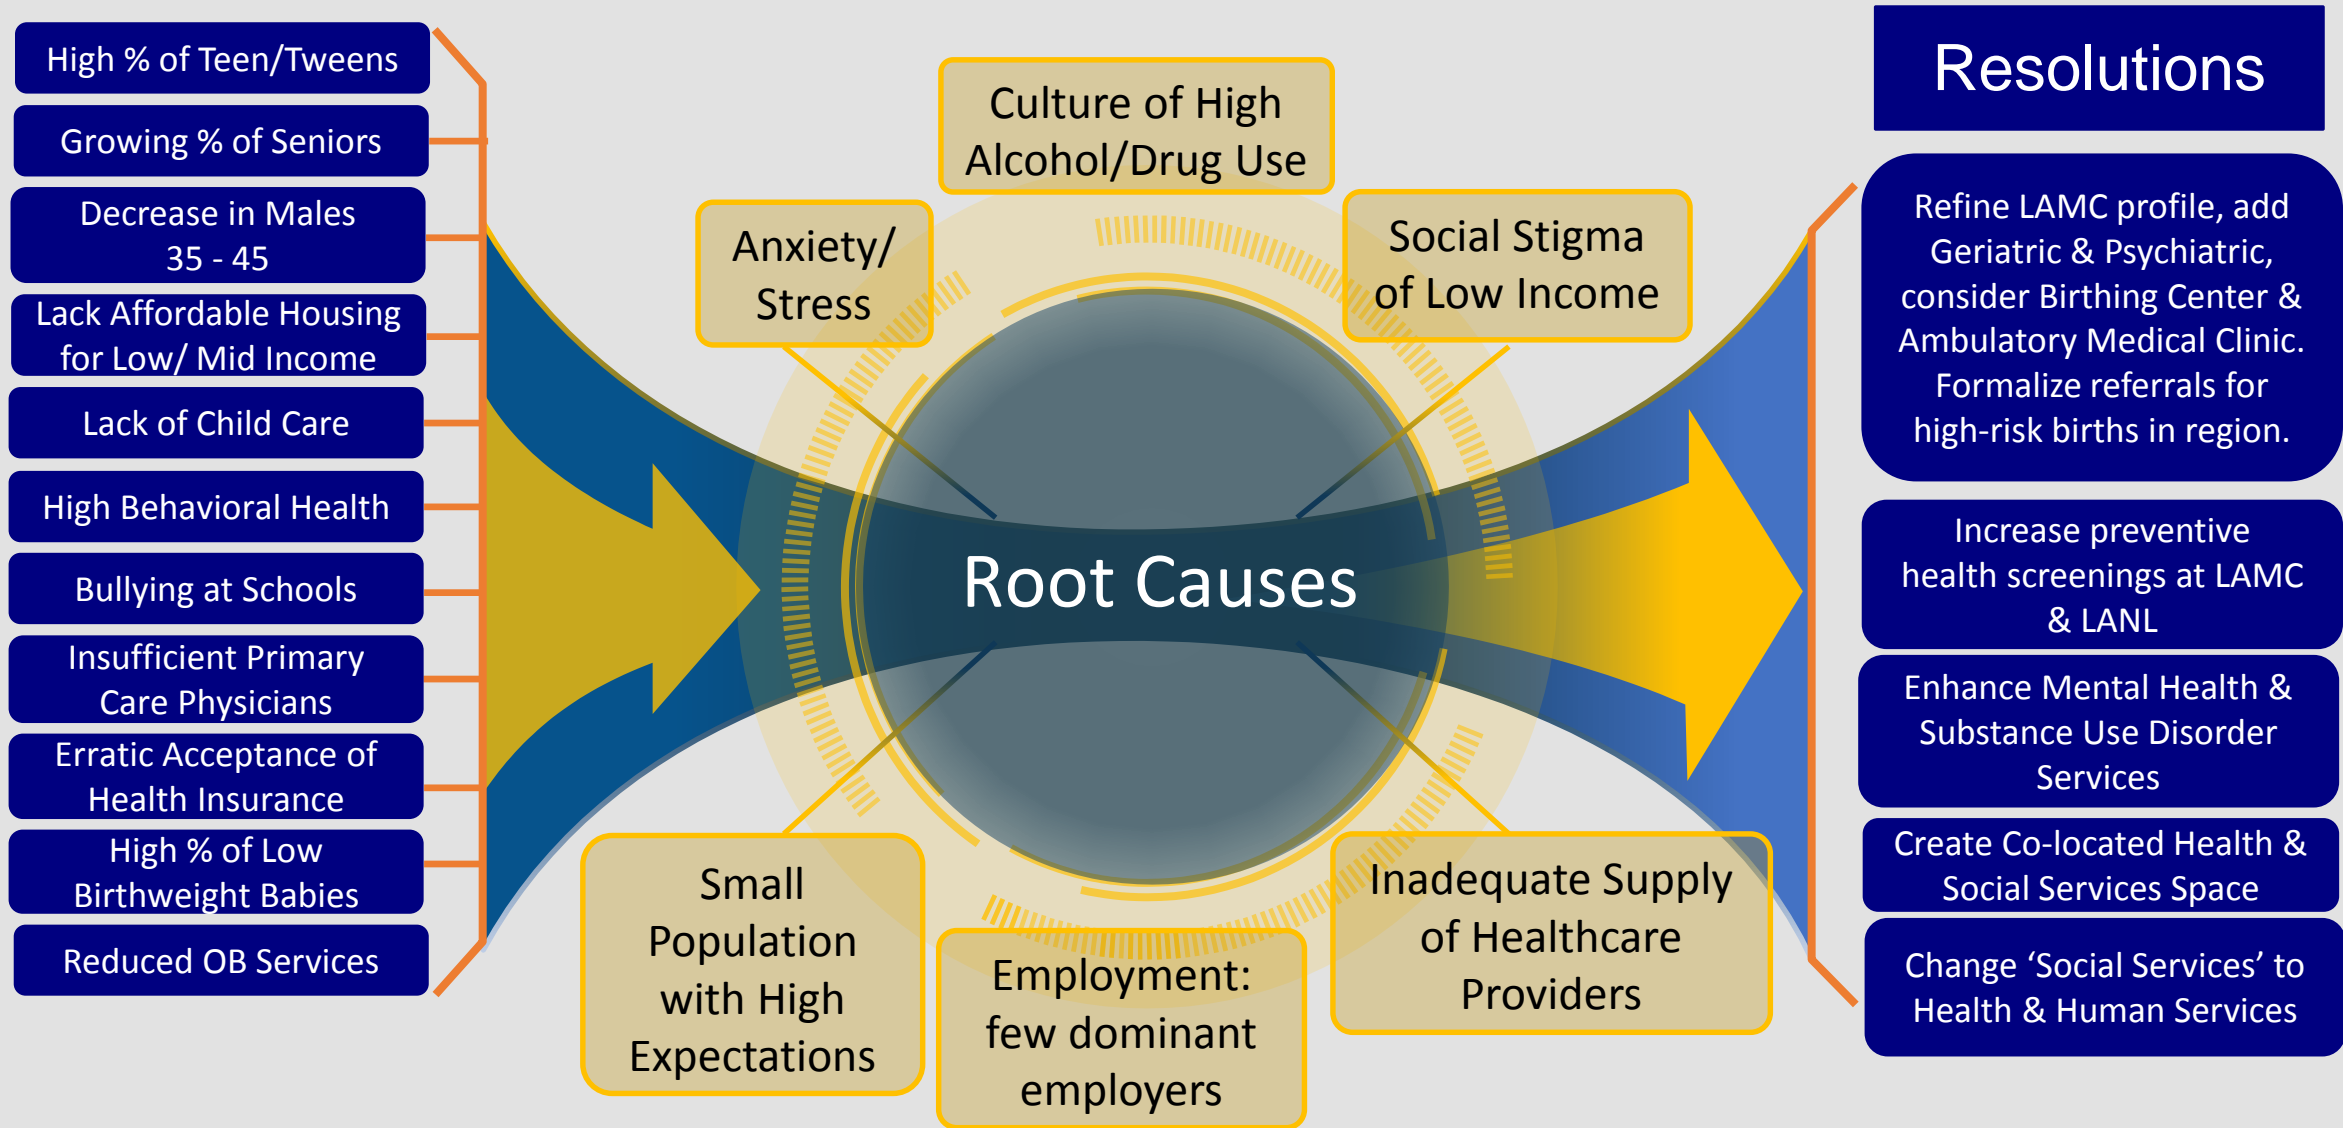 High % of Teen/Tweens
Growing % of Seniors
Decrease in Males
35 - 45
Lack Affordable Housing
for Low/ Mid Income
Lack of Child Care
High Behavioral Health
Bullying at Schools
Insufficient Primary
Care Physicians
Erratic Acceptance of
Health Insurance
High % of Low
Birthweight Babies
Reduced OB Services
Anxiety/
Stress
Culture of High
Alcohol/Drug Use
Social Stigma
of Low Income
Root Causes
Small
Population
with High
Expectations
Employment:
few dominant
employers
Inadequate Supply
of Healthcare
Providers
Resolutions
Refine LAMC profile, add
Geriatric & Psychiatric,
consider Birthing Center &
Ambulatory Medical Clinic.
Formalize referrals for
high-risk births in region.
Increase preventive
health screenings at LAMC
& LANL
Enhance Mental Health &
Substance Use Disorder
Services
Create Co-located Health &
Social Services Space
Change ‘Social Services’ to
Health & Human Services